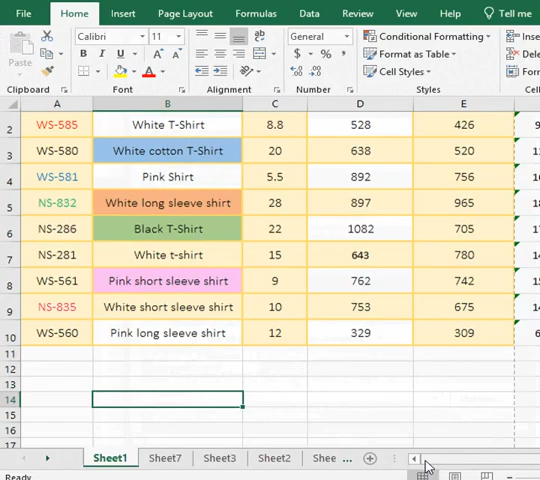 File Home Insert Page Layout Formulas Data Review View Help Tell me
Calibri 11 General Conditional Formatting
Paste B I U $ % Format as Table
Cell Styles
Clipboard Font Alignment Number Styles Cells
A B C D E
2 WS-585 White T-Shirt 8.8 528 426
3 WS-580 White cotton T-Shirt 20 638 520
4 WS-581 Pink Shirt 5.5 892 756
5 NS-832 White long sleeve shirt 28 897 965
6 NS-286 Black T-Shirt 22 1082 705
7 NS-281 White t-shirt 15 643 780
8 WS-561 Pink short sleeve shirt 9 762 742
9 NS-835 White short sleeve shirt 10 753 675
10 WS-560 Pink long sleeve shirt 12 329 309
11
12
13
14
15
16
17
Sheet1 Sheet7 Sheet3 Sheet2 Shee ...
Ready